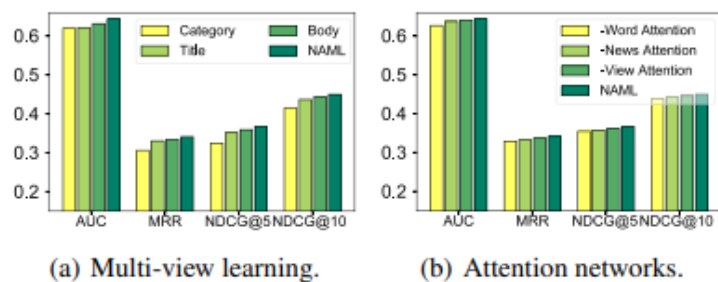 0.6
0.5
0.4
0.3
0.2
Category
Title
Body
NAML
AUC MRR NDCG@5 NDCG@10
(a) Multi-view learning.
0.6
0.5
0.4
0.3
0.2
-Word Attention
-News Attention
-View Attention
NAML
AUC MRR NDCG@5 NDCG@10
(b) Attention networks.